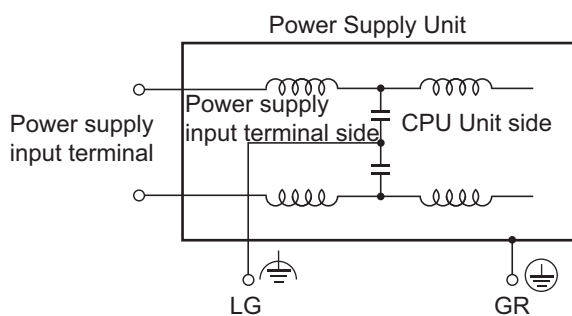 Power Supply Unit
Power supply
input terminal
Power supply
input terminal side
CPU Unit side
LG
GR